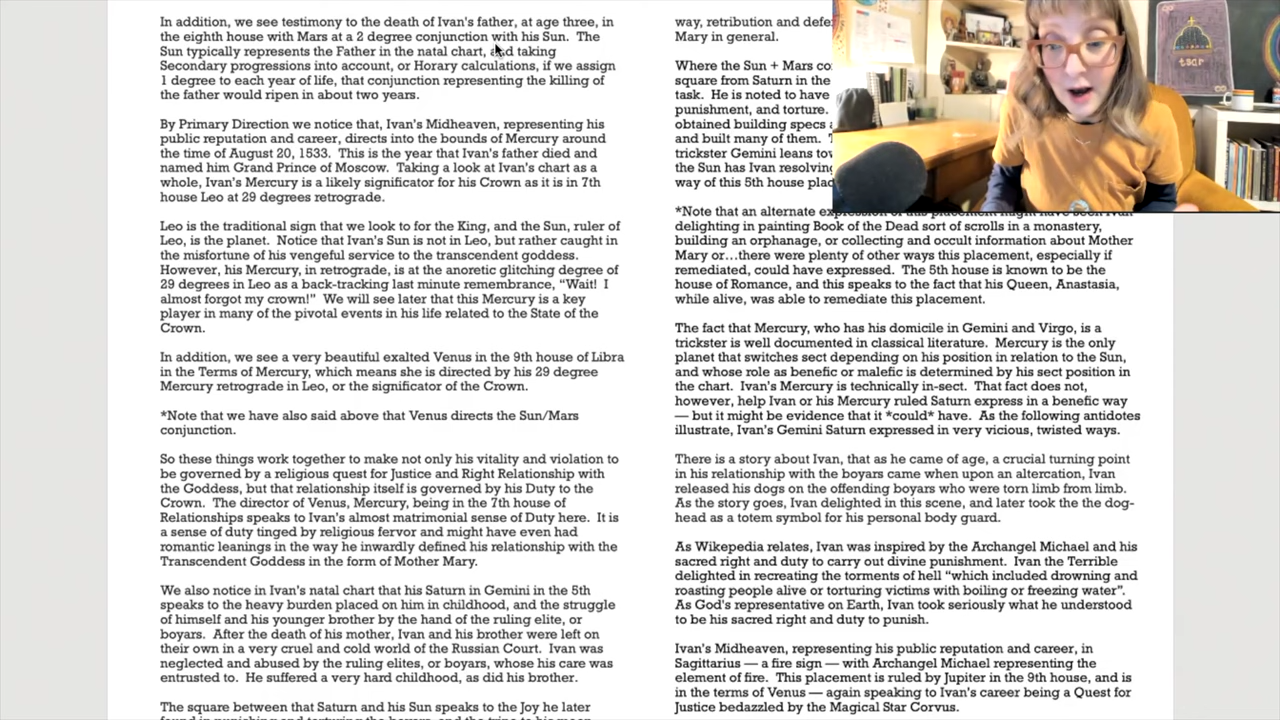 In addition, we see testimony to the death of Ivan's father, at age three, in
the eighth house with Mars at a 2 degree conjunction with his Sun. The
Sun typically represents the Father in the natal chart, and taking
Secondary progressions into account, or Horary calculations, if we assign
1 degree to each year of life, that conjunction representing the killing of
the father would ripen in about two years.
By Primary Direction we notice that, Ivan's Midheaven, representing his
public reputation and career, directs into the bounds of Mercury around
the time of August 20, 1533. This is the year that Ivan's father died and
named him Grand Prince of Moscow. Taking a look at Ivan's chart as a
whole, Ivan's Mercury is a likely significator for his Crown as it is in 7th
house Leo at 29 degrees retrograde.
Leo is the traditional sign that we look to for the King, and the Sun, ruler of
Leo, is the planet. Notice that Ivan's Sun is not in Leo, but rather caught in
the misfortune of his vengeful service to the transcendent goddess.
However, his Mercury, in retrograde, is at the anoretic glitching degree of
29 degrees in Leo as a back-tracking last minute remembrance, "Wait! I
almost forgot my crown!" We will see later that this Mercury is a key
player in many of the pivotal events in his life related to the State of the
Crown.
In addition, we see a very beautiful exalted Venus in the 9th house of Libra
in the Terms of Mercury, which means she is directed by his 29 degree
Mercury retrograde in Leo, or the significator of the Crown.
*Note that we have also said above that Venus directs the Sun/Mars
conjunction.
So these things work together to make not only his vitality and violation to
be governed by a religious quest for Justice and Right Relationship with
the Goddess, but that relationship itself is governed by his Duty to the
Crown. The director of Venus, Mercury, being in the 7th house of
Relationships speaks to Ivan's almost matrimonial sense of Duty here. It is
a sense of duty tinged by religious fervor and might have even had
romantic leanings in the way he inwardly defined his relationship with the
Transcendent Goddess in the form of Mother Mary.
We also notice in Ivan's natal chart that his Saturn in Gemini in the 5th
speaks to the heavy burden placed on him in childhood, and the struggle
of himself and his younger brother by the hand of the ruling elite, or
boyars. After the death of his mother, Ivan and his brother were left on
their own in a very cruel and cold world of the Russian Court. Ivan was
neglected and abused by the ruling elites, or boyars, whose his care was
entrusted to. He suffered a very hard childhood, as did his brother.
The square between that Saturn and his Sun speaks to the Joy he later
way, retribution and
Mary in general.
Where the Sun + Mars
square from Saturn in the
task. He is noted to have
punishment, and torture.
obtained building specs
and built many of them.
trickster Gemini leans
the Sun has Ivan resolving
way of this 5th house
*Note that an alternate expression of this placement might have seen Ivan
delighting in painting Book of the Dead sort of scrolls in a monastery,
building an orphanage, or collecting and occult information about Mother
Mary or...there were plenty of other ways this placement, especially if
remediated, could have expressed. The 5th house is known to be the
house of Romance, and this speaks to the fact that his Queen, Anastasia,
while alive, was able to remediate this placement.
The fact that Mercury, who has his domicile in Gemini and Virgo, is a
trickster is well documented in classical literature. Mercury is the only
planet that switches sect depending on his position in relation to the Sun,
and whose role as benefic or malefic is determined by his sect position in
the chart. Ivan's Mercury is technically in-sect. That fact does not,
however, help Ivan or his Mercury ruled Saturn express in a benefic way
— but it might be evidence that it *could* have. As the following antidotes
illustrate, Ivan's Gemini Saturn expressed in very vicious, twisted ways.
There is a story about Ivan, that as he came of age, a crucial turning point
in his relationship with the boyars came when upon an altercation, Ivan
released his dogs on the offending boyars who were torn limb from limb.
As the story goes, Ivan delighted in this scene, and later took the the dog-
head as a totem symbol for his personal body guard.
As Wikepedia relates, Ivan was inspired by the Archangel Michael and his
sacred right and duty to carry out divine punishment. Ivan the Terrible
delighted in recreating the torments of hell "which included drowning and
roasting people alive or torturing victims with boiling or freezing water".
As God's representative on Earth, Ivan took seriously what he understood
to be his sacred right and duty to punish.
Ivan's Midheaven, representing his public reputation and career, in
Sagittarius — a fire sign — with Archangel Michael representing the
element of fire. This placement is ruled by Jupiter in the 9th house, and is
in the terms of Venus — again speaking to Ivan's career being a Quest for
Justice bedazzled by the Magical Star Corvus.